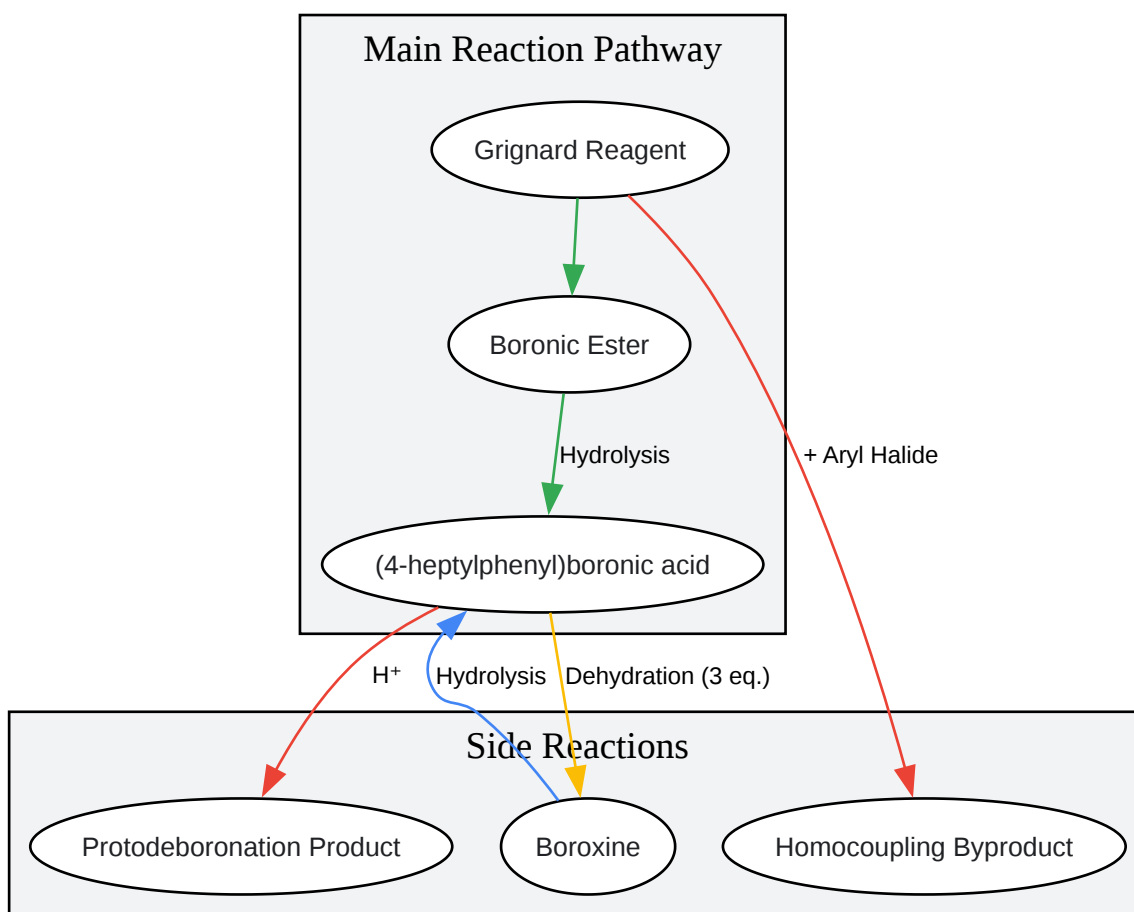 Main Reaction Pathway
Grignard Reagent
Boronic Ester
Hydrolysis
+ Aryl Halide
(4-heptylphenyl)boronic acid
H⁺
Hydrolysis
Dehydration (3 eq.)
Side Reactions
Protodeboronation Product
Boroxine
Homocoupling Byproduct